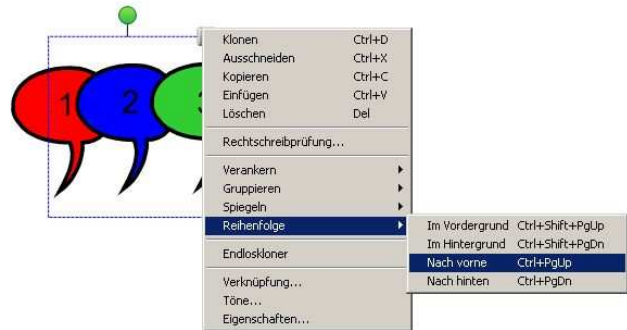 1 2
Klonen Ctrl+D
Ausschneiden Ctrl+X
Kopieren Ctrl+C
Einfügen Ctrl+V
Löschen Del
Rechtschreibprüfung...
Verankern
Gruppieren
Spiegeln
Reihenfolge
Im Vordergrund Ctrl+Shift+PgUp
Im Hintergrund Ctrl+Shift+PgDn
Nach vorne Ctrl+PgUp
Nach hinten Ctrl+PgDn
Endloskloner
Verknüpfung...
Töne...
Eigenschaften...